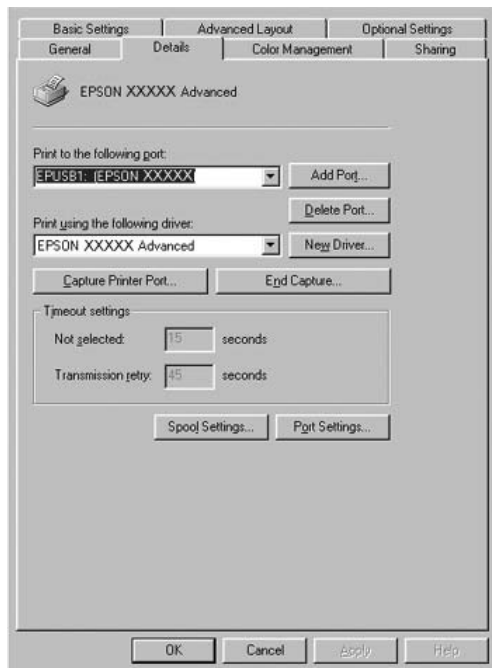 Basic Settings Advanced Layout Optional Settings
General Details Color Management Sharing
EPSON XXXXX Advanced
Print to the following port:
EPUSB1: (EPSON XXXXX Add Port...
Delete Port...
Print using the following driver:
EPSON XXXXX Advanced New Driver...
Capture Printer Port... End Capture...
Timeout settings
Not selected: 15 seconds
Transmission retry: 45 seconds
Spool Settings... Port Settings...
OK Cancel Apply Help